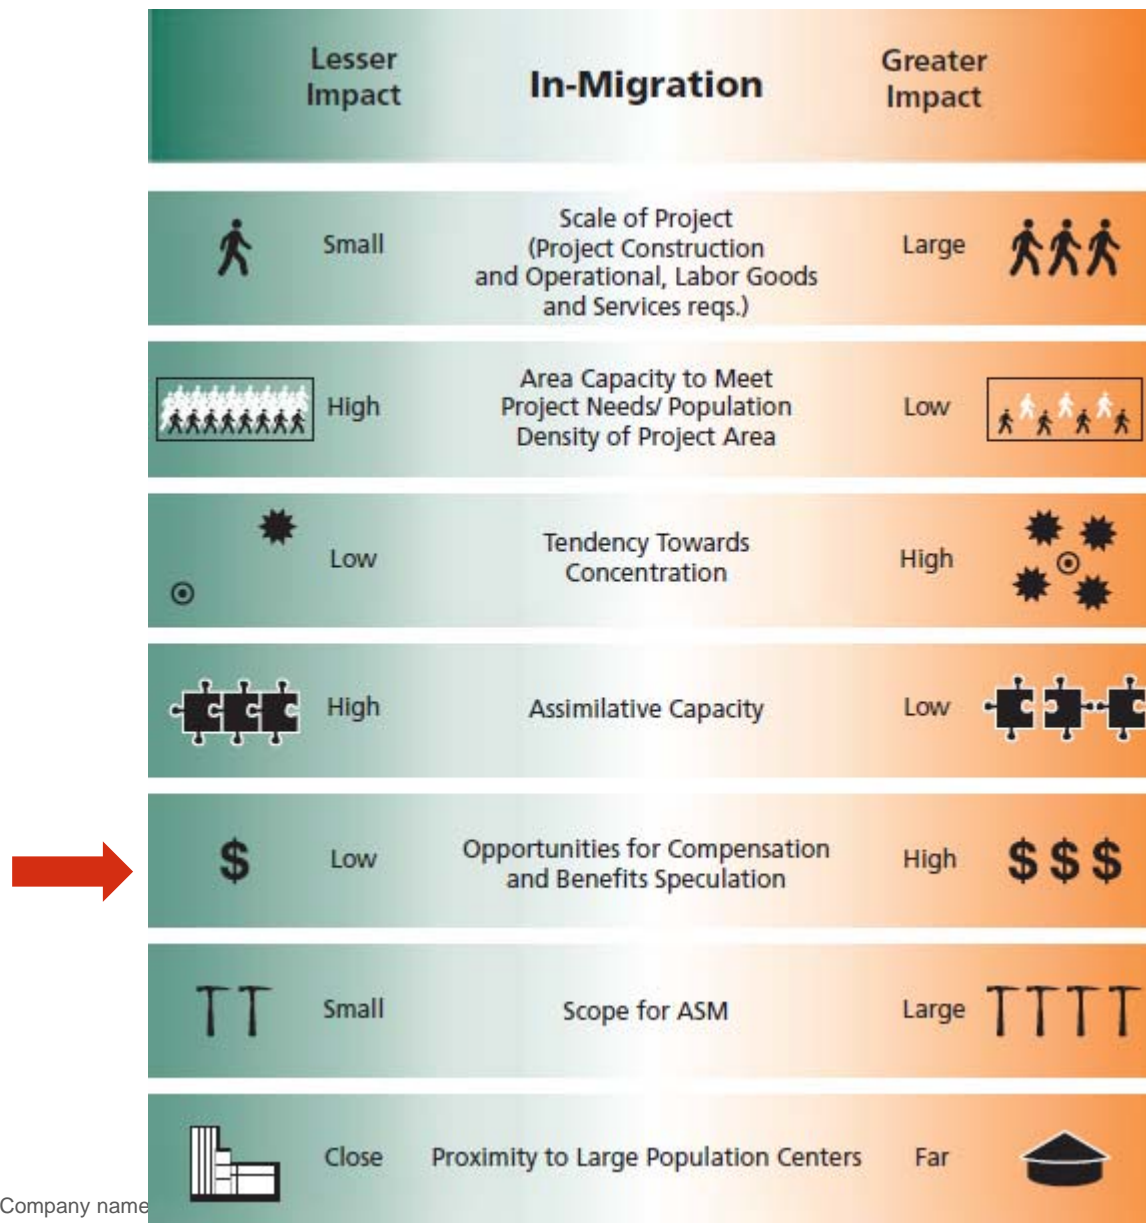 Lesser
Impact
In-Migration
Greater
Impact
Small
Scale of Project
(Project Construction
and Operational, Labor Goods
and Services reqs.)
Large
High
Area Capacity to Meet
Project Needs/ Population
Density of Project Area
Low
Low
Tendency Towards
Concentration
High
High
Assimilative Capacity
Low
$
Low
Opportunities for Compensation
and Benefits Speculation
High
$ $ $
Small
Scope for ASM
Large
Close
Proximity to Large Population Centers
Far
Company name